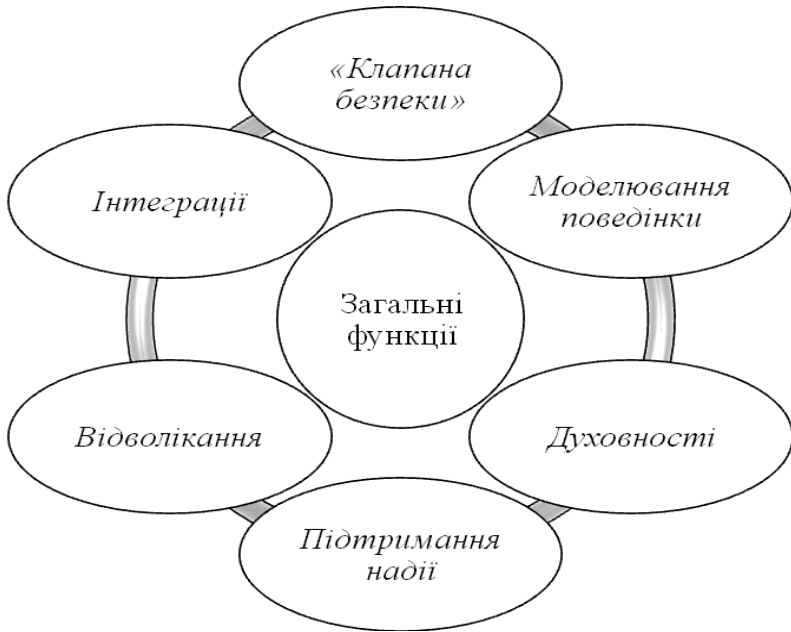 «Клапана
безпеки»
Моделювання
поведінки
Інтеграції
Загальні
функції
Відволікання
Духовності
Підтримання
надії